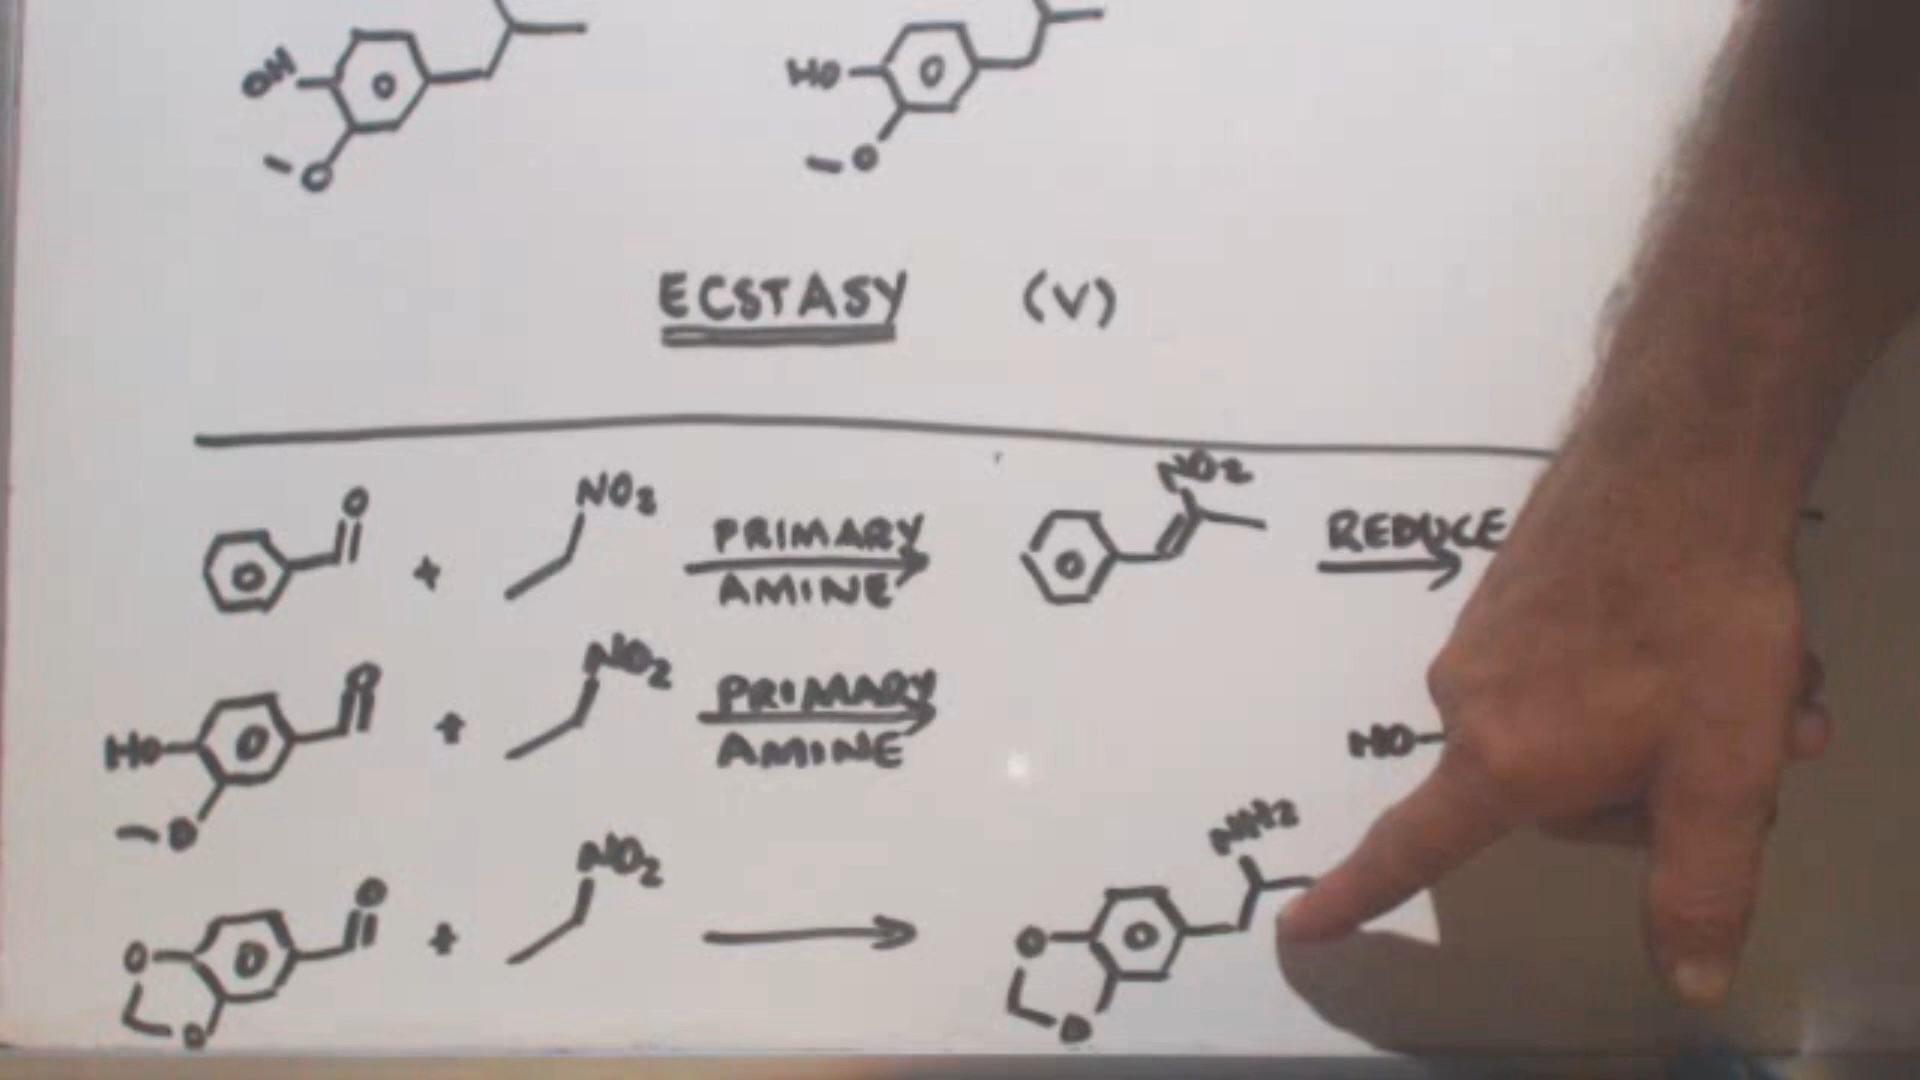 OH HO
O O
ECSTASY (V)
O NO2 PRIMARY NO2 REDUCE
+ AMINE
O NO2 PRIMARY
HO + AMINE HO
O
O NO2 NH2
O + O
O O